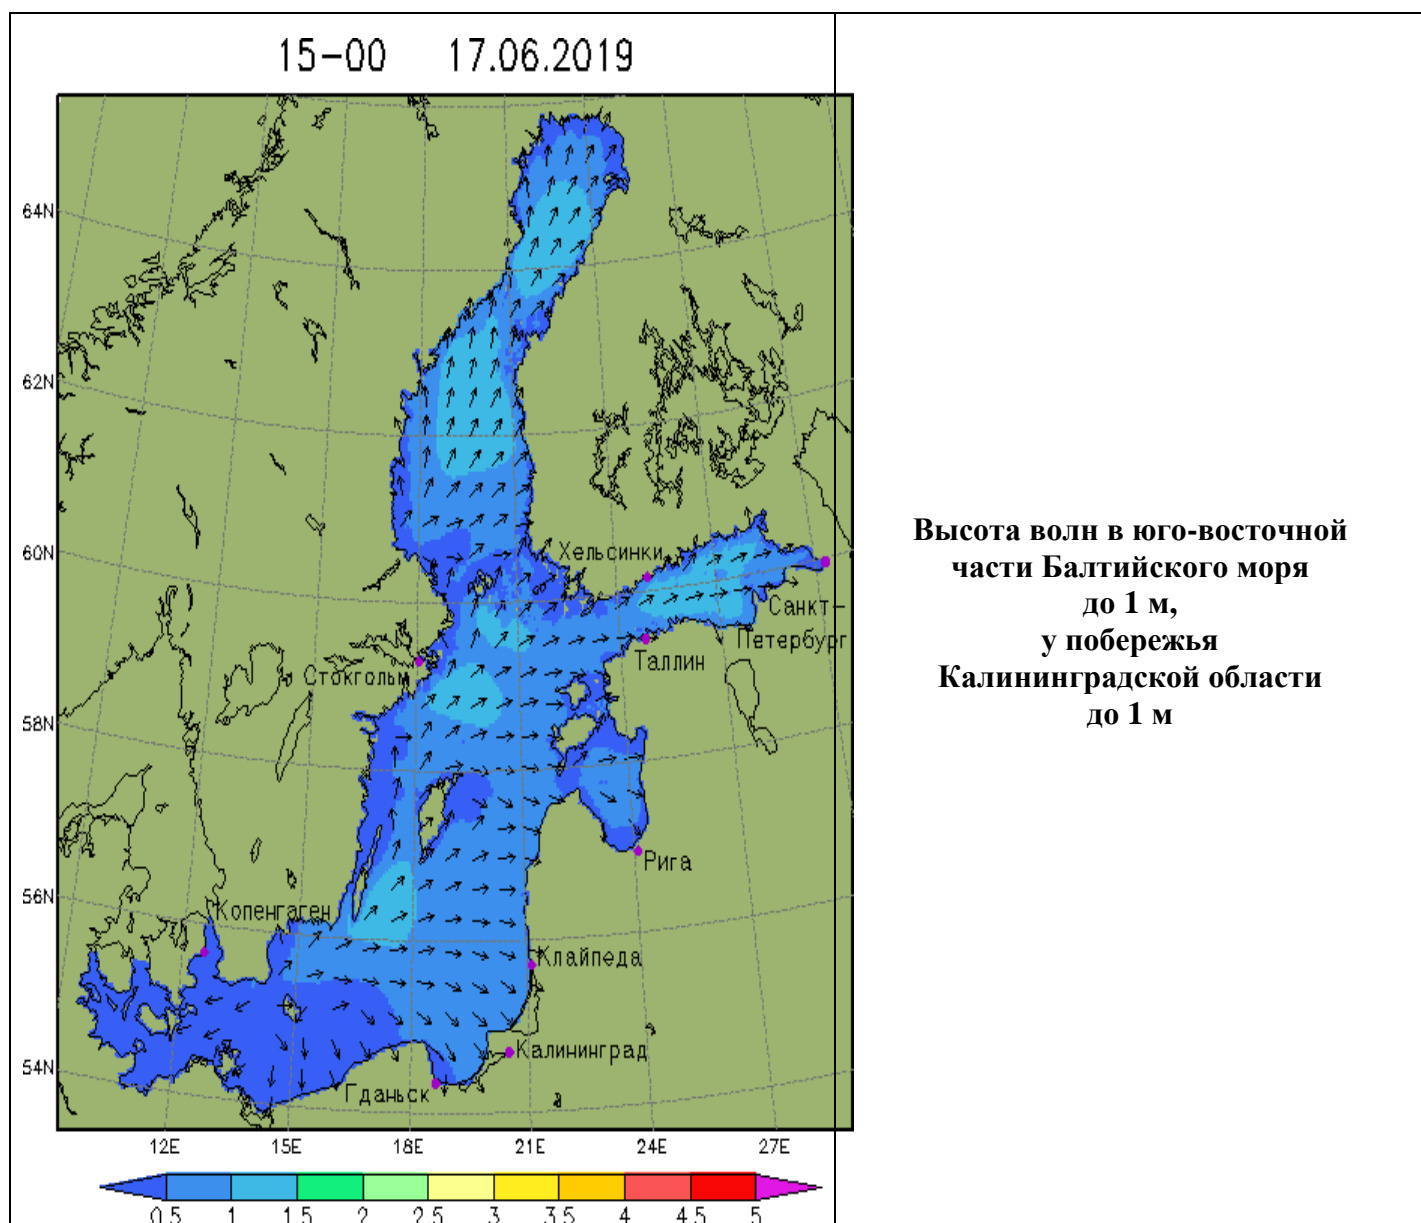 15-00 17.06.2019
64N
62N
Хельсинки
60N
Санкт-
Петербург
Таллин
Стокгольм
58N
Рига
56N
Копенгаген
Клайпеда
Калининград
54N
Гданьск
12E 15E 18E 21E 24E 27E
0.5 1 1.5 2 2.5 3 3.5 4 4.5 5
Высота волн в юго-восточной
части Балтийского моря
до 1 м,
у побережья
Калининградской области
до 1 м